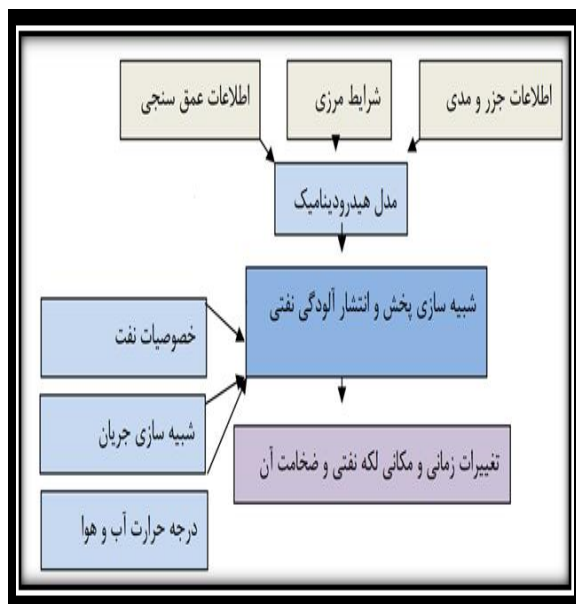 اطلاعات جزر و مدی
شرایط مرزی
اطلاعات عمق سنجی
مدل هیدرودینامیک
شبیه سازی پخش و انتشار آلودگی نفتی
خصوصیات نفت
شبیه سازی جریان
تغییرات زمانی و مکانی لکه نفتی و ضخامت آن
درجه حرارت آب و هوا